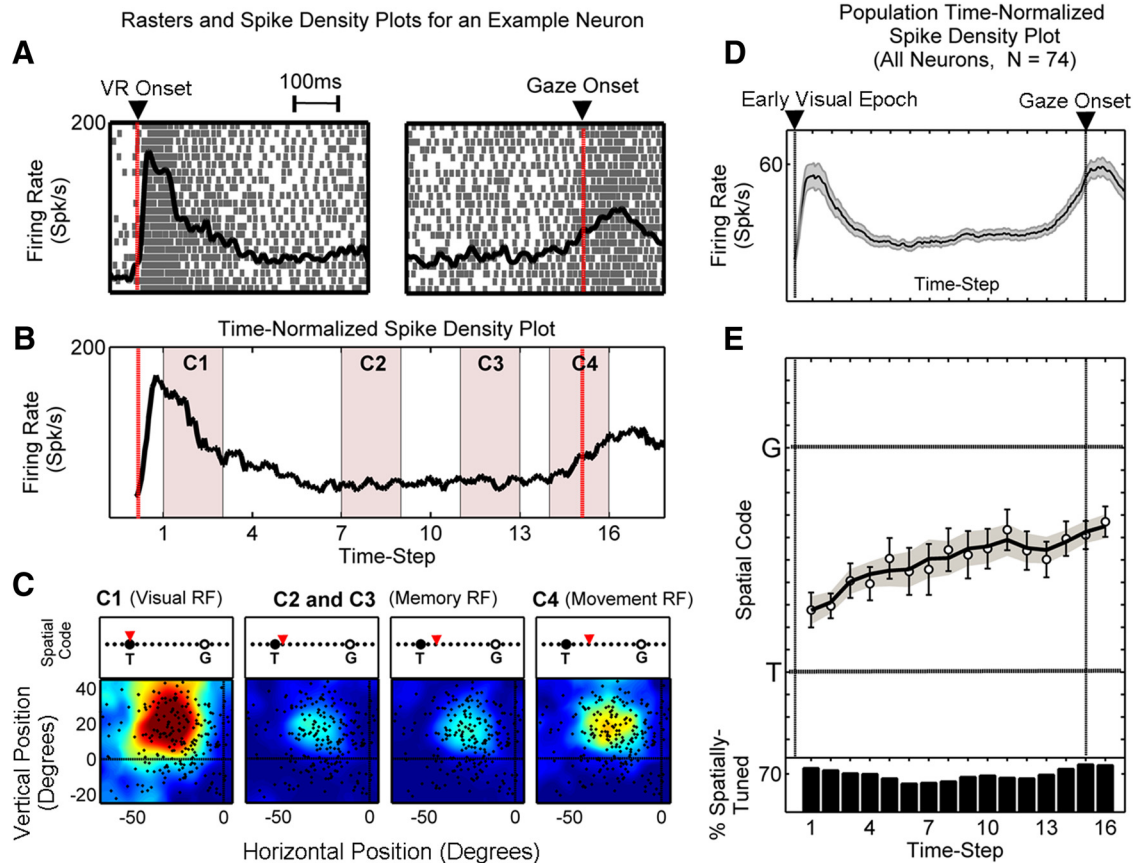 Rasters and Spike Density Plots for an Example Neuron
A
VR Onset
100ms
Gaze Onset
200
Firing Rate
(Spk/s)
B
Time-Normalized Spike Density Plot
200
C1
C2
C3
C4
Firing Rate
(Spk/s)
1 4 7 10 13 16
Time-Step
C
C1 (Visual RF)
C2 and C3 (Memory RF)
C4 (Movement RF)
Spatial
Code
T G
T G
T G
T G
Vertical Position
(Degrees)
40
20
0
-20
-50 0
-50 0
-50 0
-50 0
Horizontal Position (Degrees)
Population Time-Normalized
Spike Density Plot
(All Neurons, N = 74)
D
Early Visual Epoch
Gaze Onset
60
Firing Rate
(Spk/s)
Time-Step
E
G
Spatial Code
T
% Spatially-
Tuned
70
1 4 7 10 13 16
Time-Step